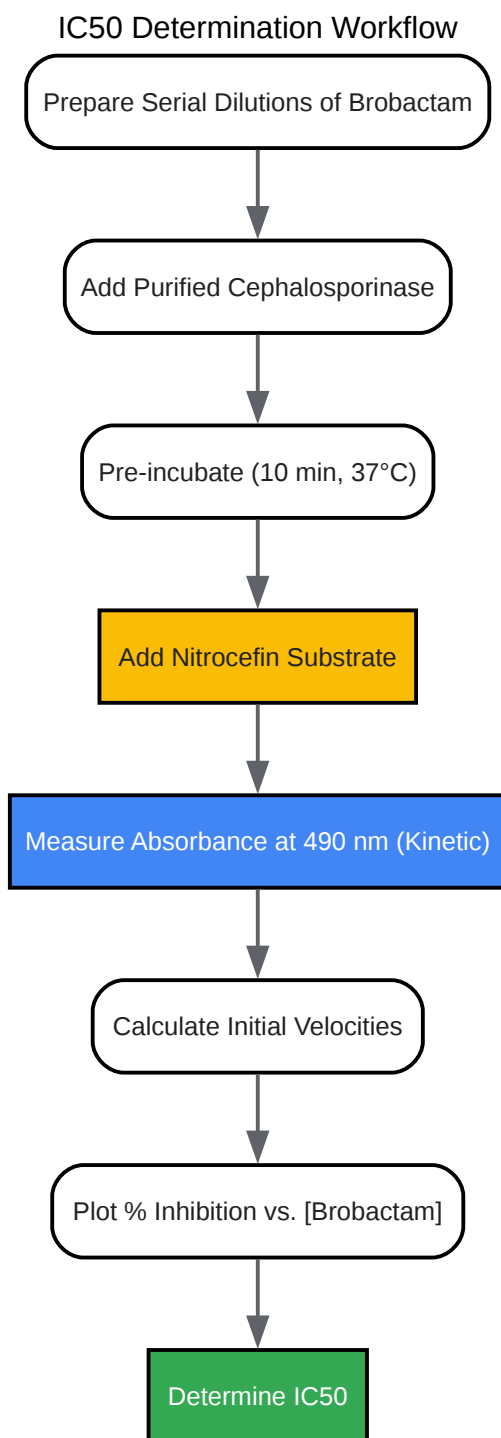 IC50 Determination Workflow
Prepare Serial Dilutions of Brobactam
Add Purified Cephalosporinase
Pre-incubate (10 min, 37°C)
Add Nitrocefin Substrate
Measure Absorbance at 490 nm (Kinetic)
Calculate Initial Velocities
Plot % Inhibition vs. [Brobactam]
Determine IC50